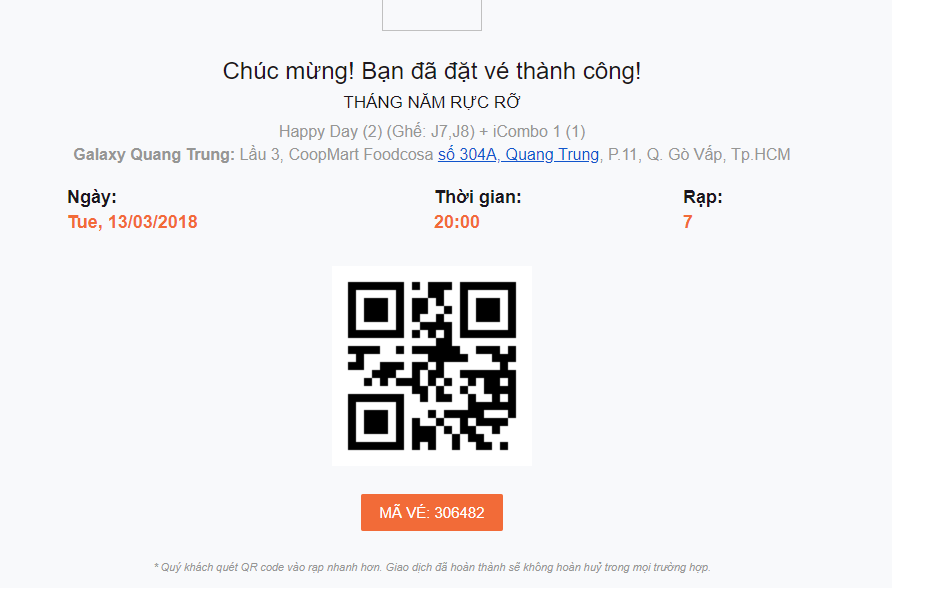 Chúc mừng! Bạn đã đặt vé thành công!
THÁNG NĂM RỰC RỠ
Happy Day (2) (Ghế: J7,J8) + iCombo 1 (1)
Galaxy Quang Trung: Lầu 3, CoopMart Foodcosa số 304A, Quang Trung, P.11, Q. Gò Vấp, Tp.HCM
Ngày: Thời gian: Rạp:
Tue, 13/03/2018 20:00 7
MÃ VÉ: 306482
* Quý khách quét QR code vào rạp nhanh hơn. Giao dịch đã hoàn thành sẽ không hoàn huỷ trong mọi trường hợp.